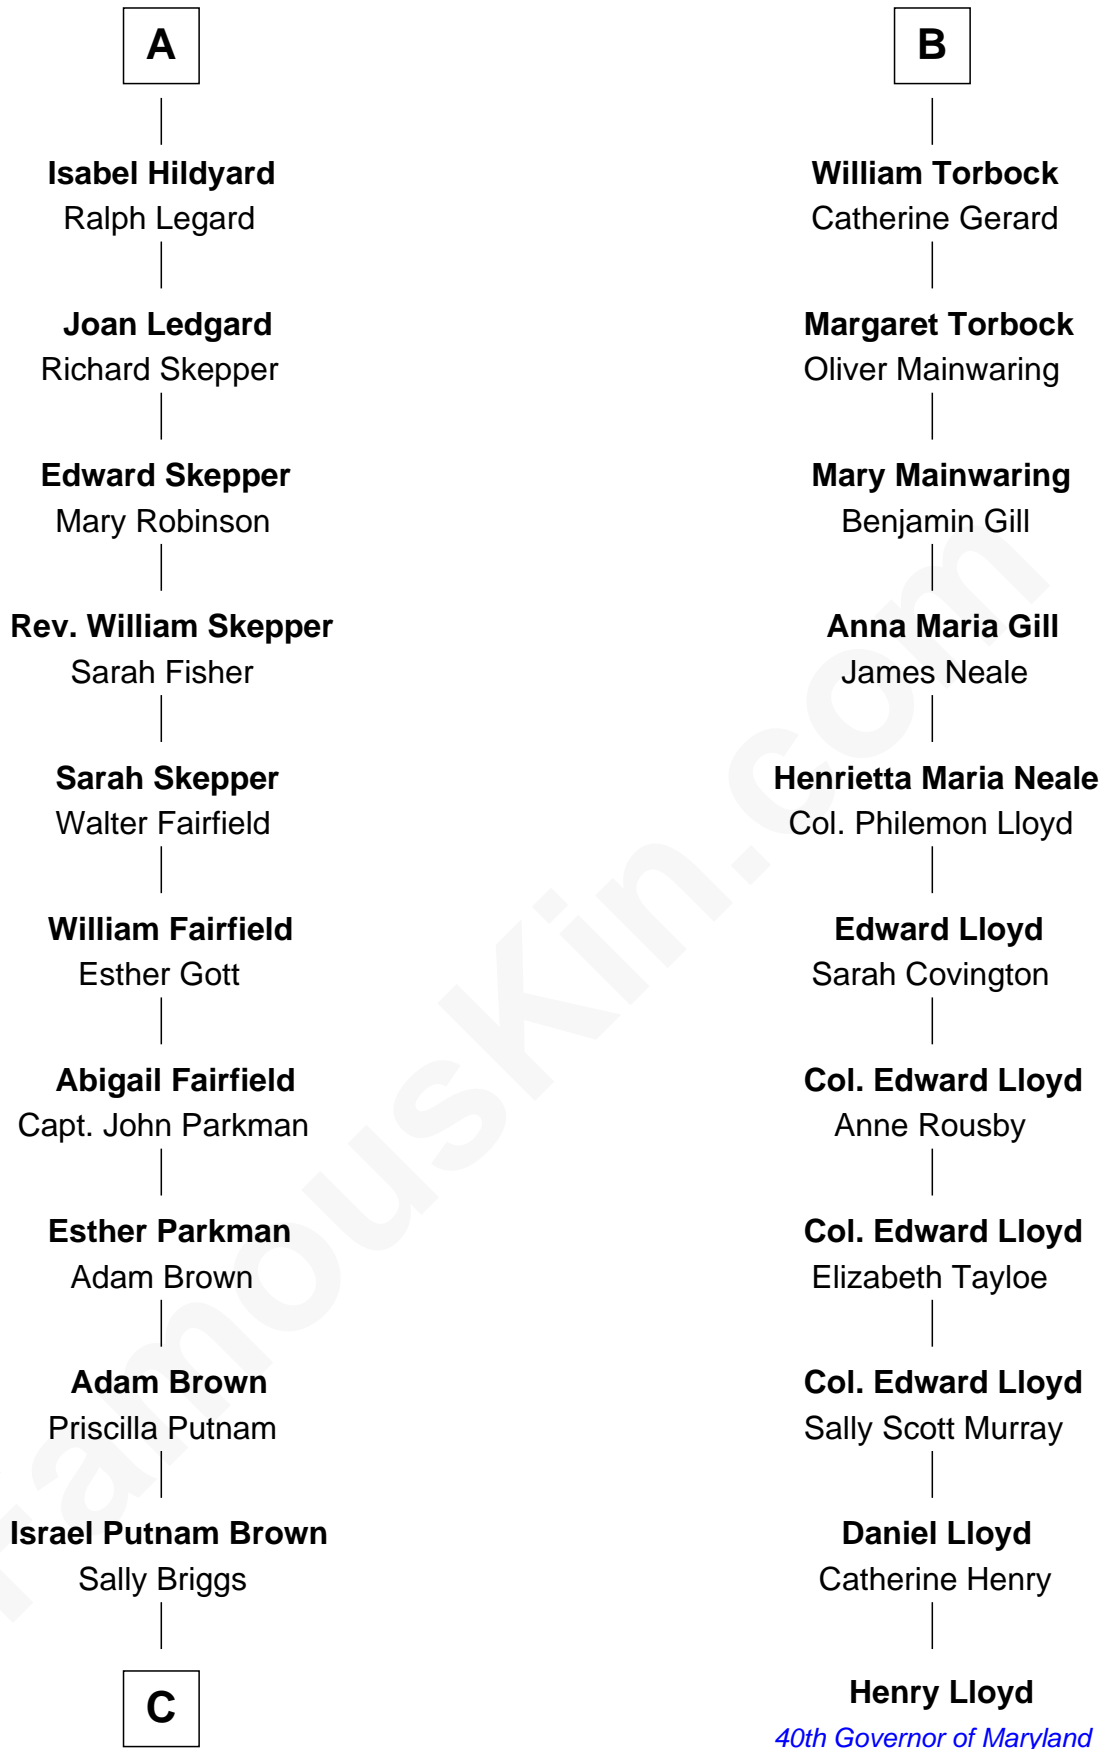 A
Isabel Hildyard
Ralph Legard
Joan Ledgard
Richard Skepper
Edward Skepper
Mary Robinson
Rev. William Skepper
Sarah Fisher
Sarah Skepper
Walter Fairfield
William Fairfield
Esther Gott
Abigail Fairfield
Capt. John Parkman
Esther Parkman
Adam Brown
Adam Brown
Priscilla Putnam
Israel Putnam Brown
Sally Briggs
C
B
William Torbock
Catherine Gerard
Margaret Torbock
Oliver Mainwaring
Mary Mainwaring
Benjamin Gill
Anna Maria Gill
James Neale
Henrietta Maria Neale
Col. Philemon Lloyd
Edward Lloyd
Sarah Covington
Col. Edward Lloyd
Anne Rousby
Col. Edward Lloyd
Elizabeth Tayloe
Col. Edward Lloyd
Sally Scott Murray
Daniel Lloyd
Catherine Henry
Henry Lloyd
40th Governor of Maryland
FamousKin.com